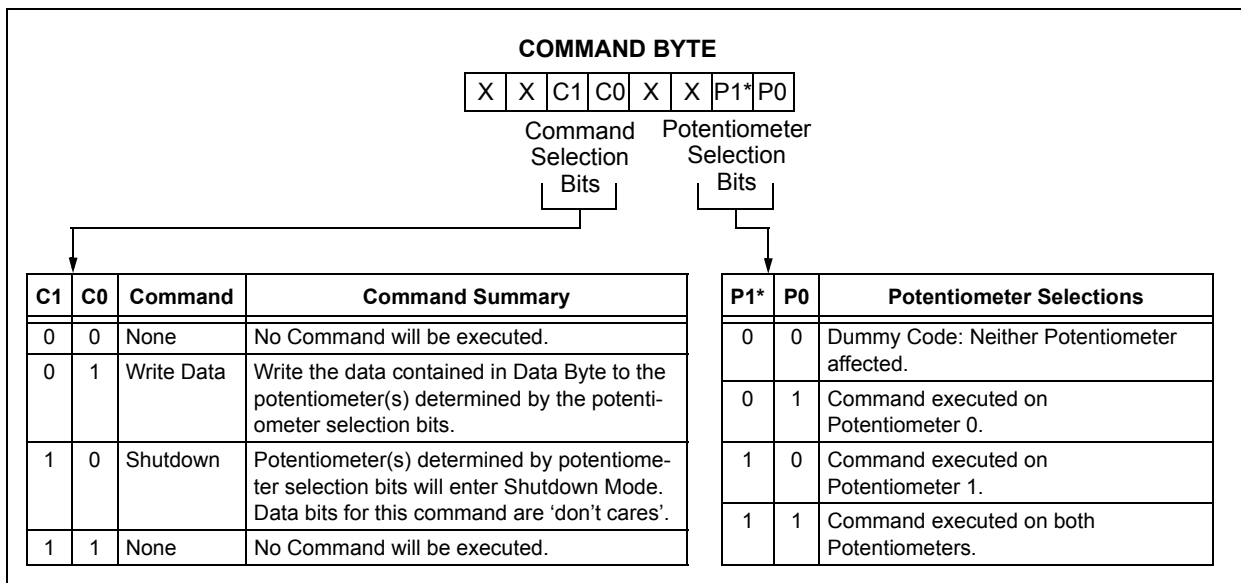 COMMAND BYTE
X X C1 C0 X X P1* P0
Command Selection Bits
Potentiometer Selection Bits
C1 C0 Command Command Summary
0 0 None No Command will be executed.
0 1 Write Data Write the data contained in Data Byte to the
potentiometer(s) determined by the potenti-
ometer selection bits.
1 0 Shutdown Potentiometer(s) determined by potentiome-
ter selection bits will enter Shutdown Mode.
Data bits for this command are ‘don’t cares’.
1 1 None No Command will be executed.
P1* P0 Potentiometer Selections
0 0 Dummy Code: Neither Potentiometer
affected.
0 1 Command executed on
Potentiometer 0.
1 0 Command executed on
Potentiometer 1.
1 1 Command executed on both
Potentiometers.